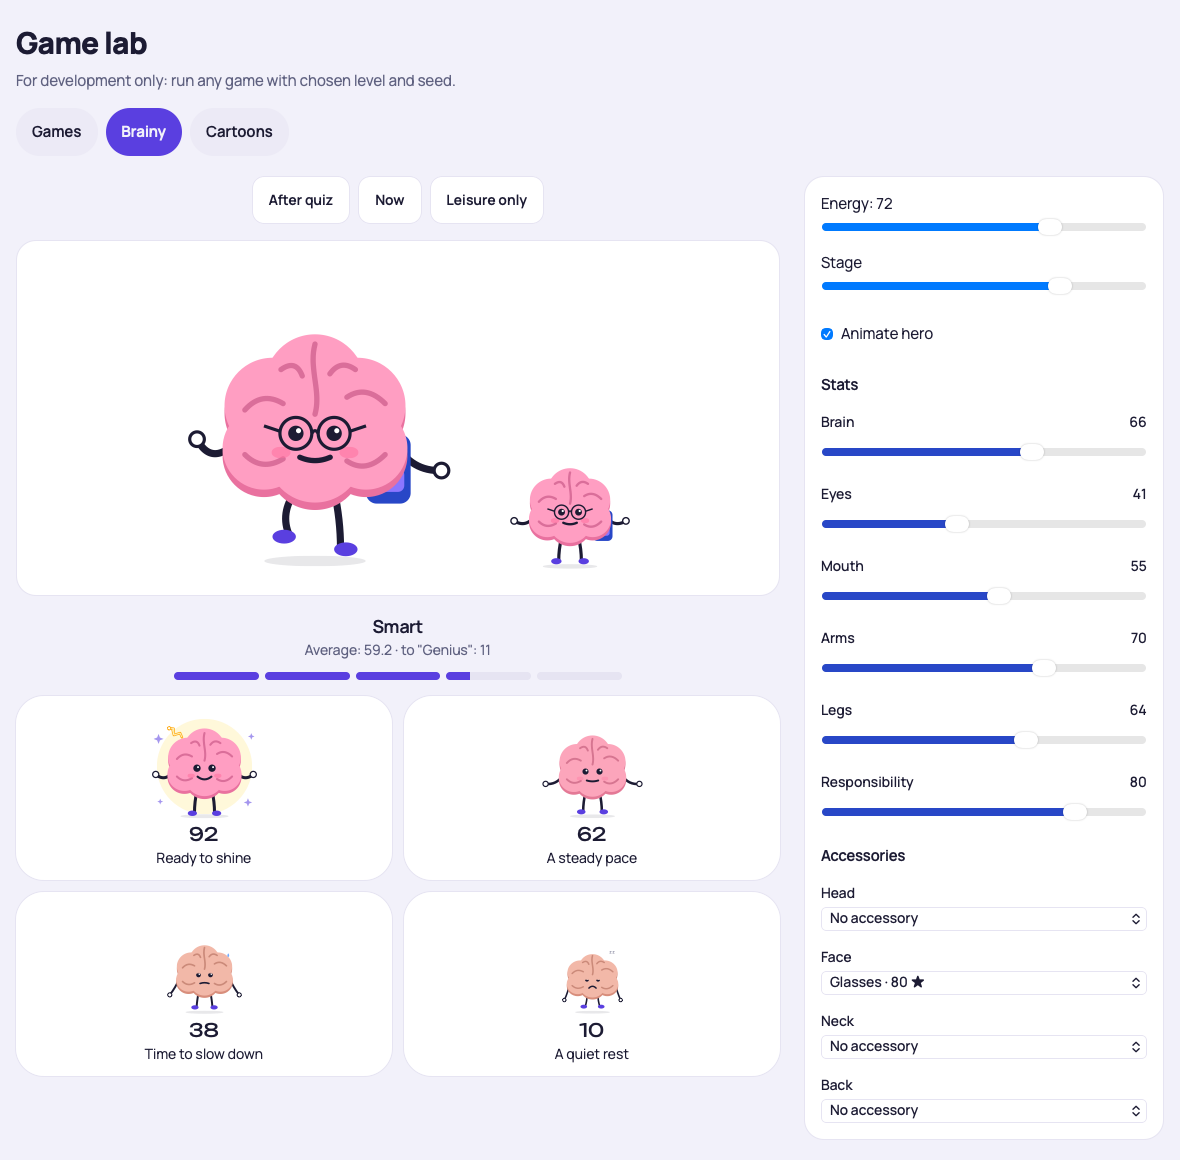 Game lab
For development only: run any game with chosen level and seed.
Games
Brainy
Cartoons
After quiz
Now
Leisure only
Smart
Average: 59.2 · to "Genius": 11
92
Ready to shine
62
A steady pace
38
Time to slow down
10
A quiet rest
Energy: 72
Stage
Animate hero
Stats
Brain 66
Eyes 41
Mouth 55
Arms 70
Legs 64
Responsibility 80
Accessories
Head
No accessory
Face
Glasses · 80 ★
Neck
No accessory
Back
No accessory